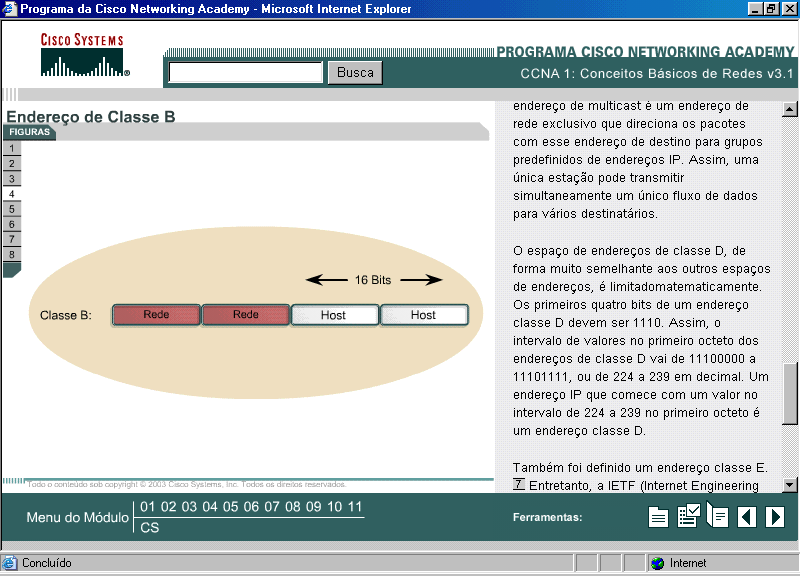 Programa da Cisco Networking Academy - Microsoft Internet Explorer
CISCO SYSTEMS
PROGRAMA CISCO NETWORKING ACADEMY
Busca
CCNA 1: Conceitos Básicos de Redes v3.1
Endereço de Classe B
FIGURAS
1
2
3
4
5
6
7
8
16 Bits
Classe B: Rede Rede Host Host
endereço de multicast é um endereço de
rede exclusivo que direciona os pacotes
com esse endereço de destino para grupos
predefinidos de endereços IP. Assim, uma
única estação pode transmitir
simultaneamente um único fluxo de dados
para vários destinatários.
O espaço de endereços de classe D, de
forma muito semelhante aos outros espaços
de endereços, é limitadomatematicamente.
Os primeiros quatro bits de um endereço
classe D devem ser 1110. Assim, o
intervalo de valores no primeiro octeto dos
endereços de classe D vai de 11100000 a
11101111, ou de 224 a 239 em decimal. Um
endereço IP que comece com um valor no
intervalo de 224 a 239 no primeiro octeto é
um endereço classe D.
Também foi definido um endereço classe E.
7 Entretanto, a IETF (Internet Engineering
Todo o conteúdo sob copyright © 2003 Cisco Systems, Inc. Todos os direitos reservados.
Menu do Módulo
01 02 03 04 05 06 07 08 09 10 11
CS
Ferramentas:
Concluído
Internet